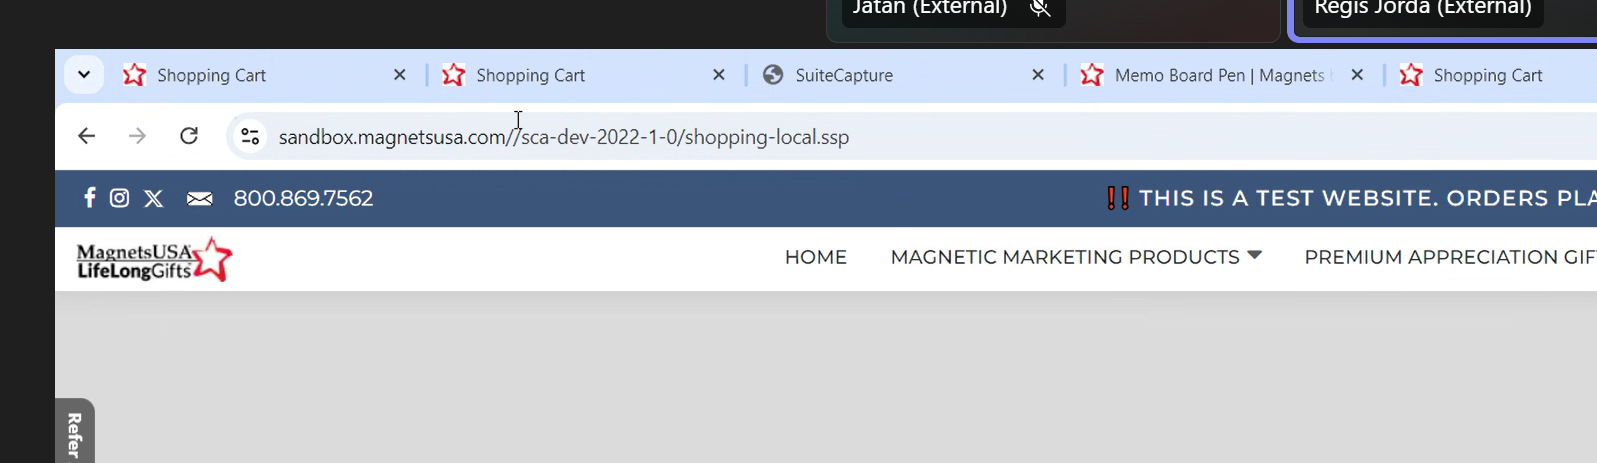 Jatan (External)
Regis Jorda (External)
Shopping Cart
Shopping Cart
SuiteCapture
Memo Board Pen | Magnets
Shopping Cart
sandbox.magnetsusa.com//sca-dev-2022-1-0/shopping-local.ssp
800.869.7562
‼ THIS IS A TEST WEBSITE. ORDERS PLA
MagnetsUSA
LifeLongGifts
HOME
MAGNETIC MARKETING PRODUCTS
PREMIUM APPRECIATION GIF
Refer